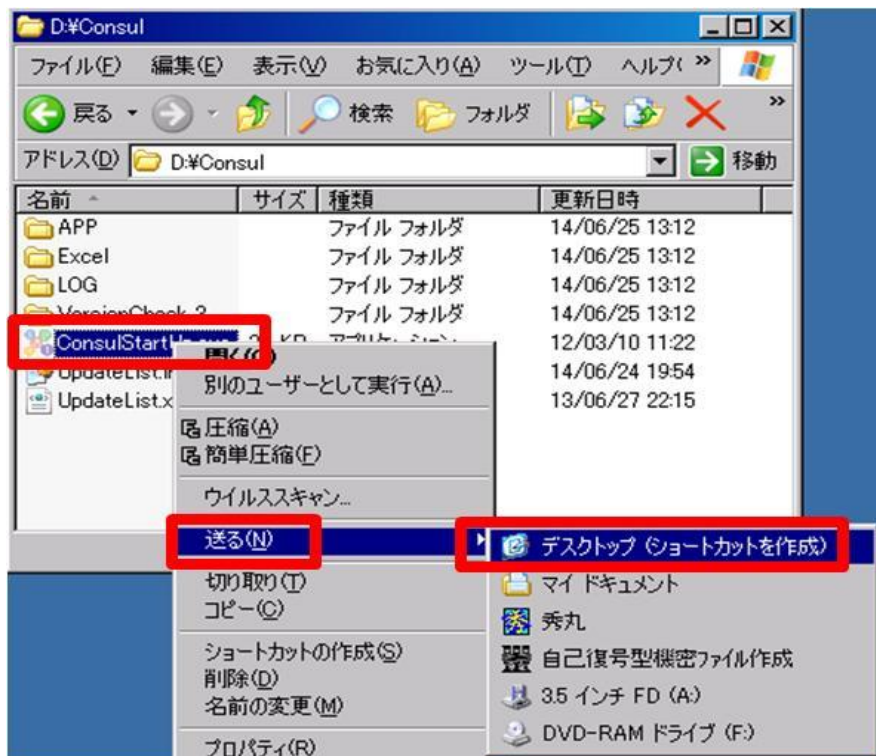 D:¥Consul
ファイル(F) 編集(E) 表示(V) お気に入り(A) ツール(T) ヘルプ( »
戻る 検索 フォルダ »
アドレス(D) D:¥Consul 移動
名前 サイズ 種類 更新日時
APP ファイル フォルダ 14/06/25 13:12
Excel ファイル フォルダ 14/06/25 13:12
LOG ファイル フォルダ 14/06/25 13:12
ファイル フォルダ 14/06/25 13:12
アプリケーション 12/03/10 11:22
14/06/24 19:54
UpdateList.x 13/06/27 22:15
開く(O)
別のユーザーとして実行(A)...
圧縮(A)
簡単圧縮(F)
ウイルススキャン...
送る(N)
切り取り(T)
コピー(C)
ショートカットの作成(S)
削除(D)
名前の変更(M)
プロパティ(R)
デスクトップ (ショートカットを作成)
マイ ドキュメント
秀丸
自己復号型機密ファイル作成
3.5 インチ FD (A:)
DVD-RAM ドライブ (F:)